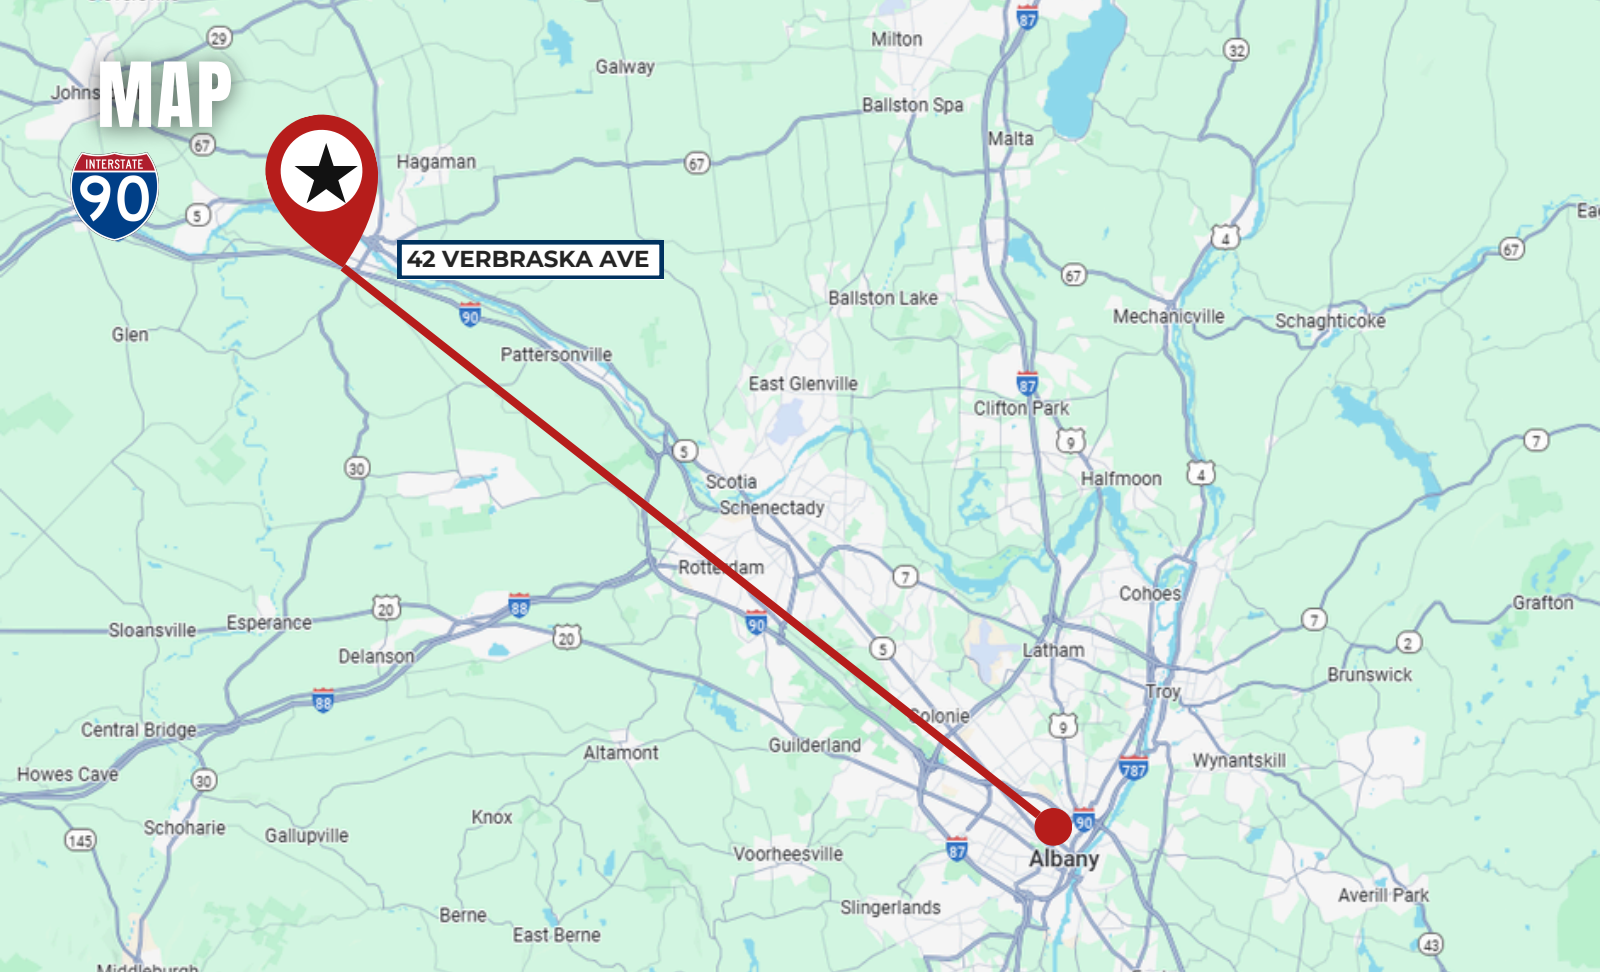 29
Milton
Galway
32
87
MAP
Johns
Ballston Spa
Malta
67
INTERSTATE
90
Hagaman
67
5
4
67
42 VERBRASKA AVE
67
Ballston Lake
90
Mechanicville
Schaghticoke
Glen
Pattersonville
East Glenville
87
Clifton Park
9
7
5
30
Scotia
Halfmoon
4
Schenectady
Rotterdam
7
Cohoes
88
20
Esperance
90
Grafton
Sloansville
20
7
2
Delanson
5
Latham
Brunswick
88
Troy
Central Bridge
Colonie
9
Altamont
Guilderland
Wynantskill
787
Howes Cave
30
Knox
90
145
Schoharie
Gallupville
Voorheesville
87
Albany
Averill Park
Berne
Slingerlands
East Berne
43
Middleburgh